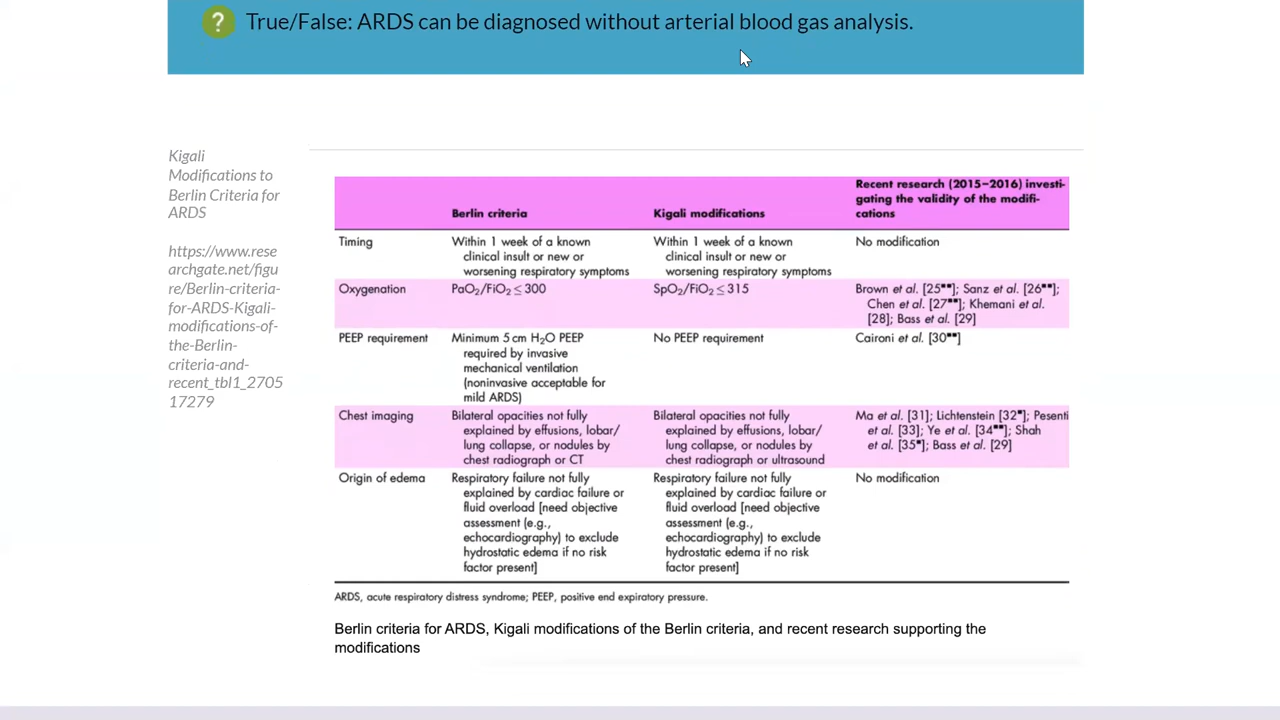 ? True/False: ARDS can be diagnosed without arterial blood gas analysis.
Kigali
Modifications to
Berlin Criteria for
ARDS
https://www.rese
archgate.net/figu
re/Berlin-criteria-
for-ARDS-Kigali-
modifications-of-
the-Berlin-
criteria-and-
recent_tbl1_2705
17279
Berlin criteria
Kigali modifications
Recent research (2015–2016) investi-
gating the validity of the modifi-
cations
Timing
Within 1 week of a known
clinical insult or new or
worsening respiratory symptoms
Within 1 week of a known
clinical insult or new or
worsening respiratory symptoms
No modification
Oxygenation
PaO₂/FiO₂ ≤ 300
SpO₂/FiO₂ ≤ 315
Brown et al. [25▪▪]; Sanz et al. [26▪▪];
Chen et al. [27▪▪]; Khemani et al.
[28]; Bass et al. [29]
PEEP requirement
Minimum 5 cm H₂O PEEP
required by invasive
mechanical ventilation
(noninvasive acceptable for
mild ARDS)
No PEEP requirement
Caironi et al. [30▪▪]
Chest imaging
Bilateral opacities not fully
explained by effusions, lobar/
lung collapse, or nodules by
chest radiograph or CT
Bilateral opacities not fully
explained by effusions, lobar/
lung collapse, or nodules by
chest radiograph or ultrasound
Ma et al. [31]; Lichtenstein [32▪]; Pesenti
et al. [33]; Ye et al. [34▪▪]; Shah
et al. [35▪]; Bass et al. [29]
Origin of edema
Respiratory failure not fully
explained by cardiac failure or
fluid overload [need objective
assessment (e.g.,
echocardiography) to exclude
hydrostatic edema if no risk
factor present]
Respiratory failure not fully
explained by cardiac failure or
fluid overload [need objective
assessment (e.g.,
echocardiography) to exclude
hydrostatic edema if no risk
factor present]
No modification
ARDS, acute respiratory distress syndrome; PEEP, positive end expiratory pressure.
Berlin criteria for ARDS, Kigali modifications of the Berlin criteria, and recent research supporting the
modifications